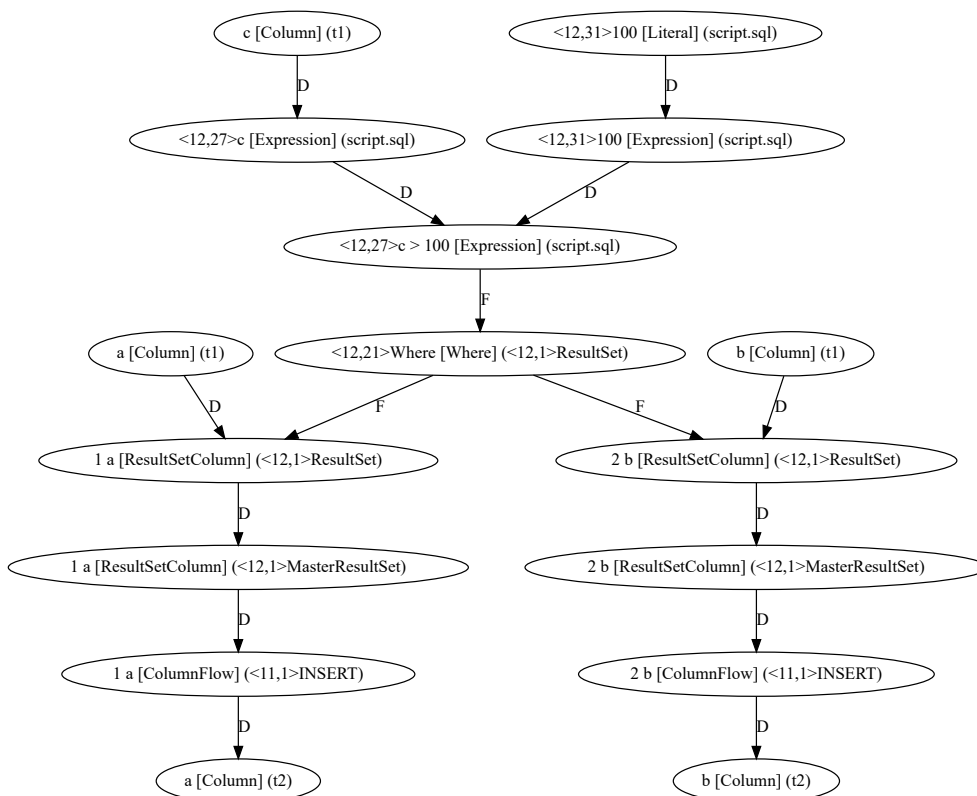 c [Column] (t1)
<12,31>100 [Literal] (script.sql)
D
D
<12,27>c [Expression] (script.sql)
<12,31>100 [Expression] (script.sql)
D
D
<12,27>c > 100 [Expression] (script.sql)
F
a [Column] (t1)
<12,21>Where [Where] (<12,1>ResultSet)
b [Column] (t1)
D
F
F
D
1 a [ResultSetColumn] (<12,1>ResultSet)
2 b [ResultSetColumn] (<12,1>ResultSet)
D
D
1 a [ResultSetColumn] (<12,1>MasterResultSet)
2 b [ResultSetColumn] (<12,1>MasterResultSet)
D
D
1 a [ColumnFlow] (<11,1>INSERT)
2 b [ColumnFlow] (<11,1>INSERT)
D
D
a [Column] (t2)
b [Column] (t2)